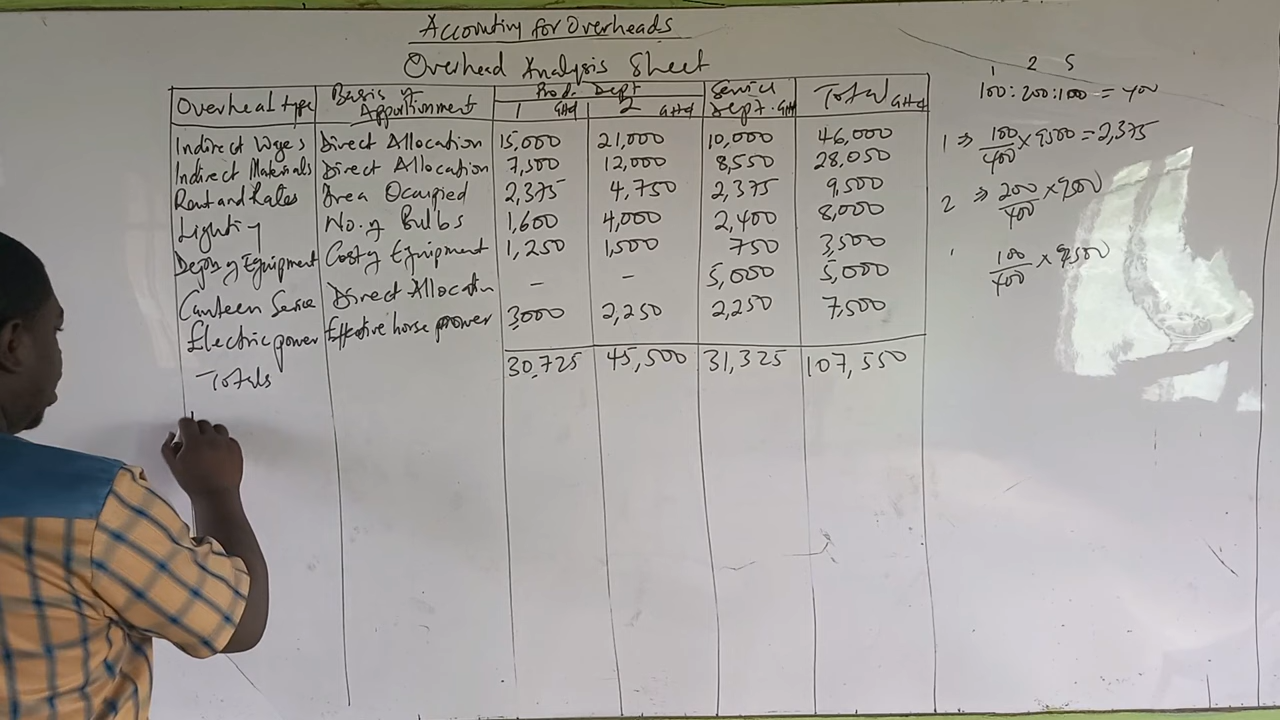 Accounting for Overheads
Overhead Analysis Sheet
Overhead type Basis of Apportionment Prod. Dept 1 GH¢ 2 GH¢ Service Dept. GH¢ Total GH¢
Indirect Wages Direct Allocation 15,000 21,000 10,000 46,000
Indirect Materials Direct Allocation 7,500 12,000 8,550 28,050
Rent and Rates Area Ocupied 2,375 4,750 2,375 9,500
Lighting No. of Bulbs 1,600 4,000 2,400 8,000
Depn of Equipment Cost of Equipment 1,250 1,500 750 3,500
Canteen Service Direct Allocation - - 5,000 5,000
Electric power Effective horse power 3,000 2,250 2,250 7,500
Totals 30,725 45,500 31,325 107,550
1 2 S
100:200:100 = 400
1 ⇒ 100/400 × 9500 = 2,375
2 ⇒ 200/400 × 9500
100/400 × 9500